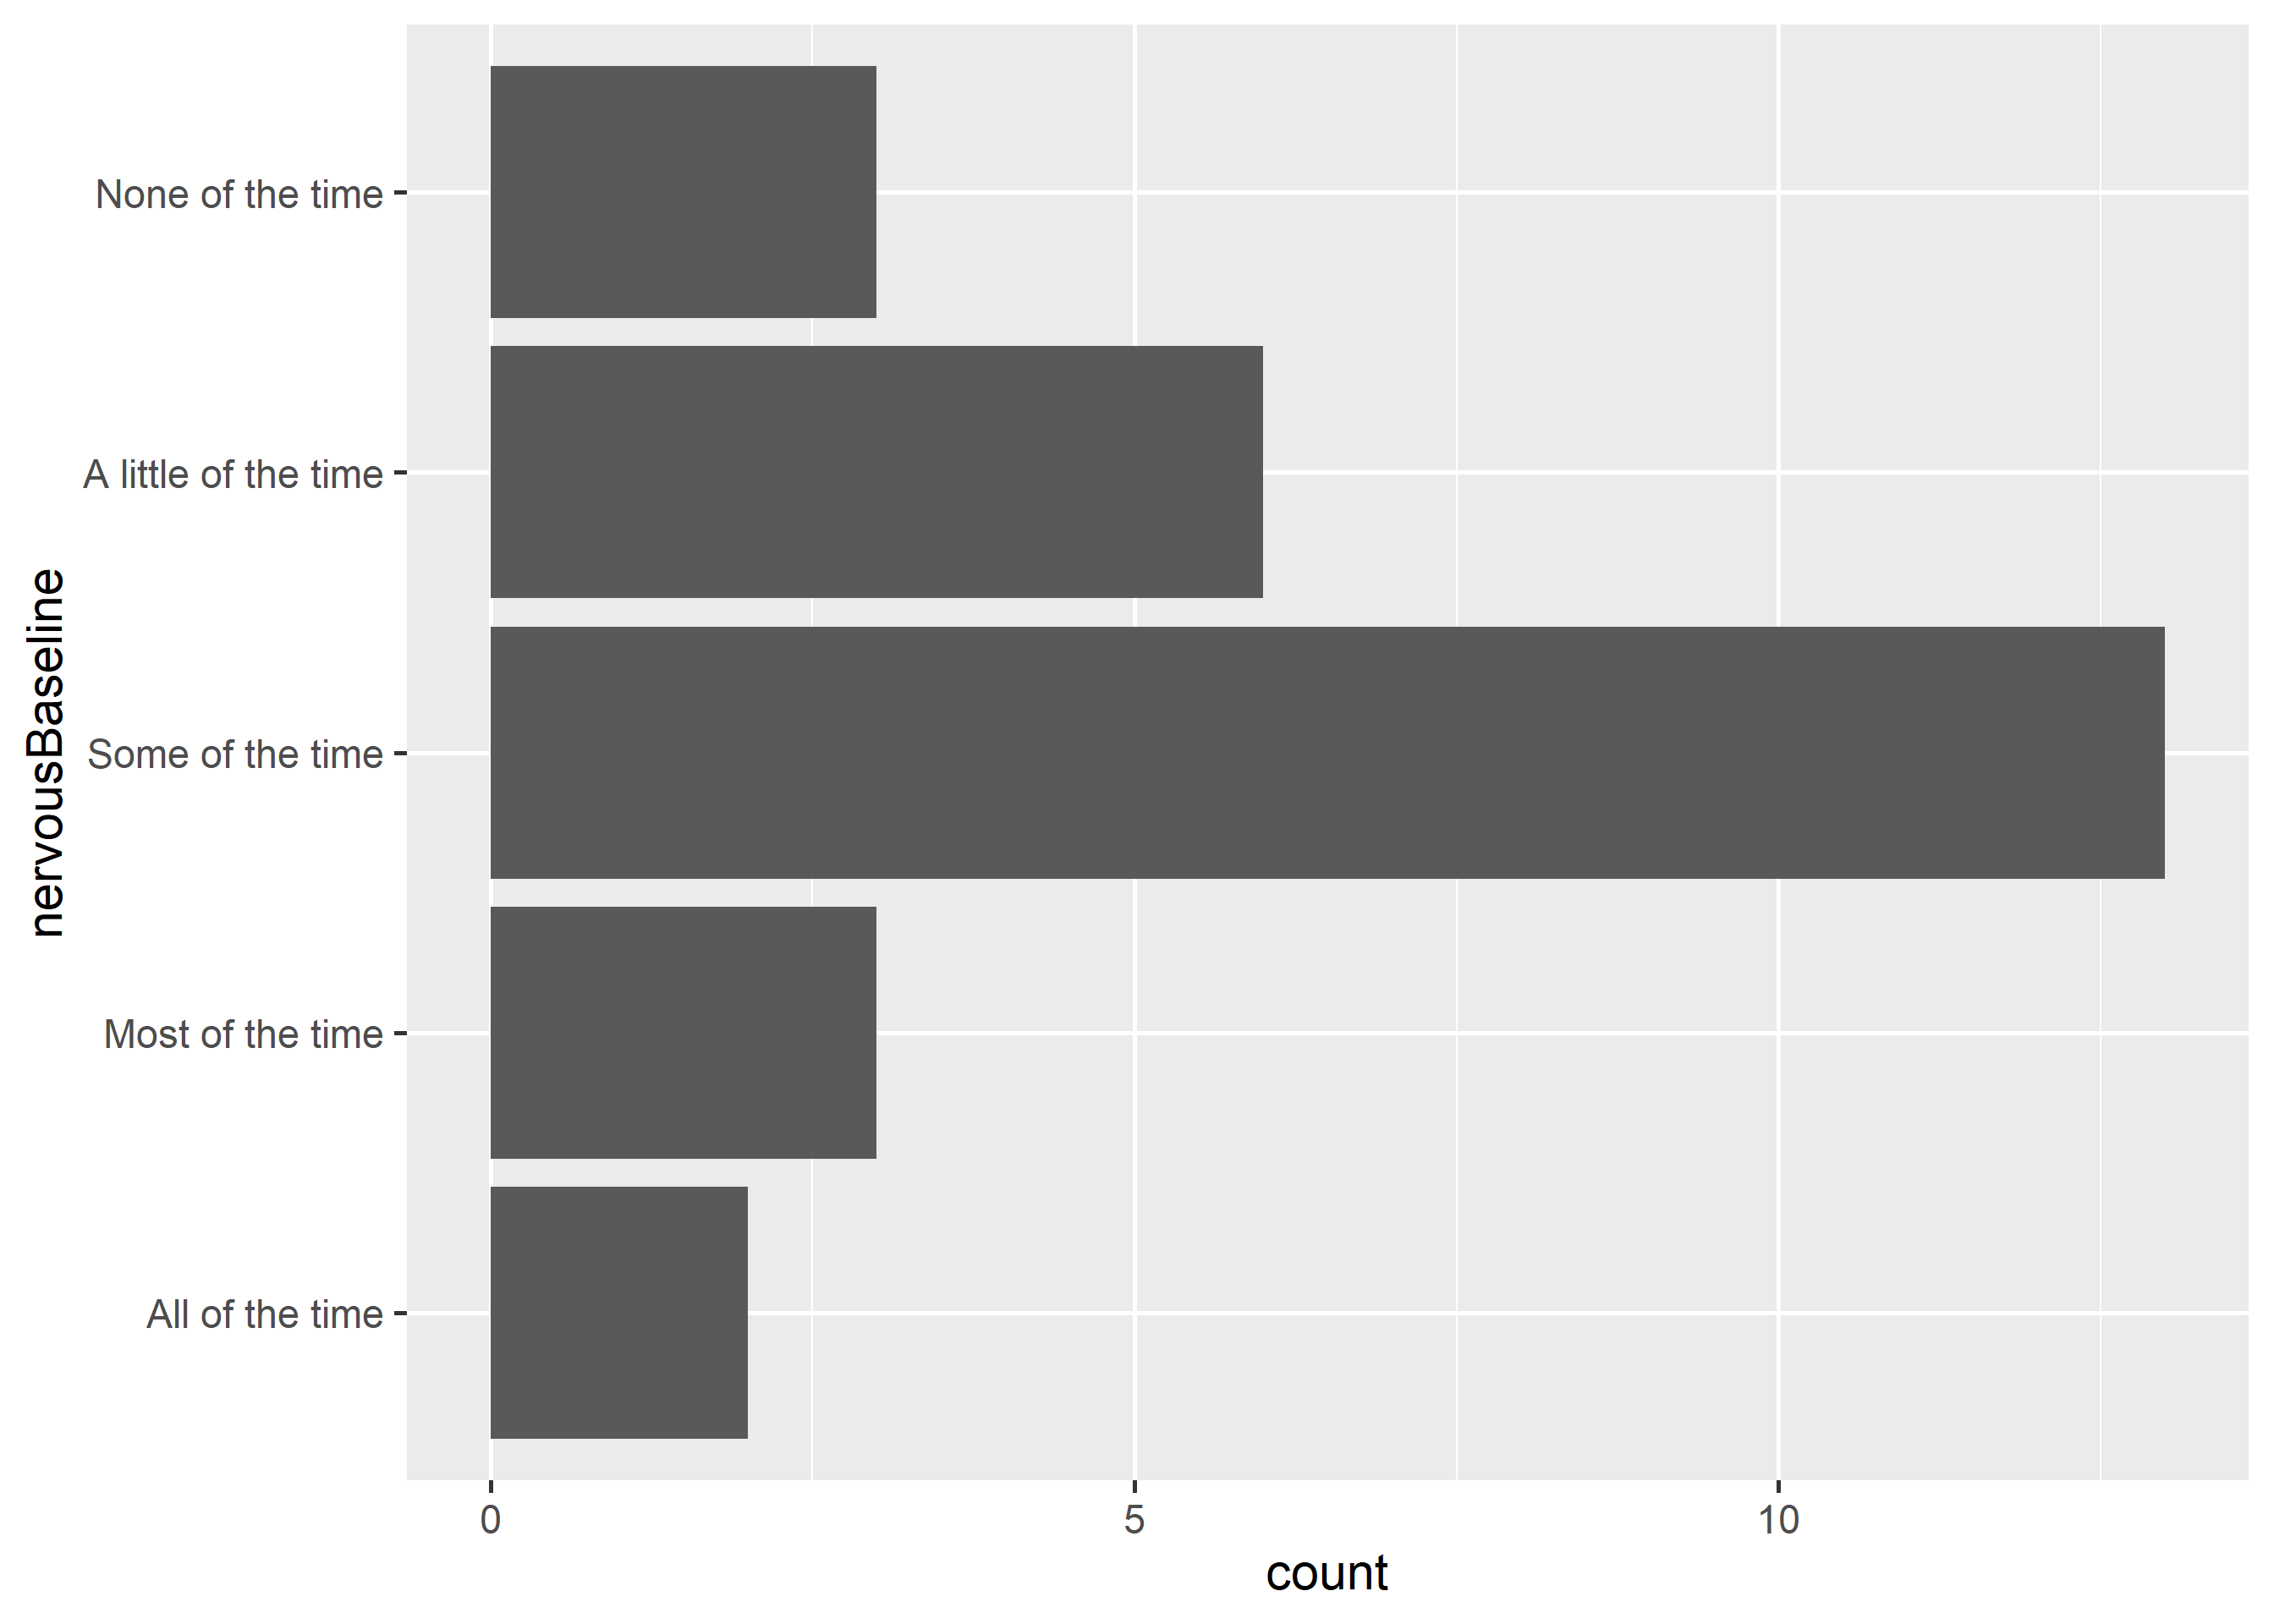 nervousBaseline
None of the time
A little of the time
Some of the time
Most of the time
All of the time
0 5 10
count